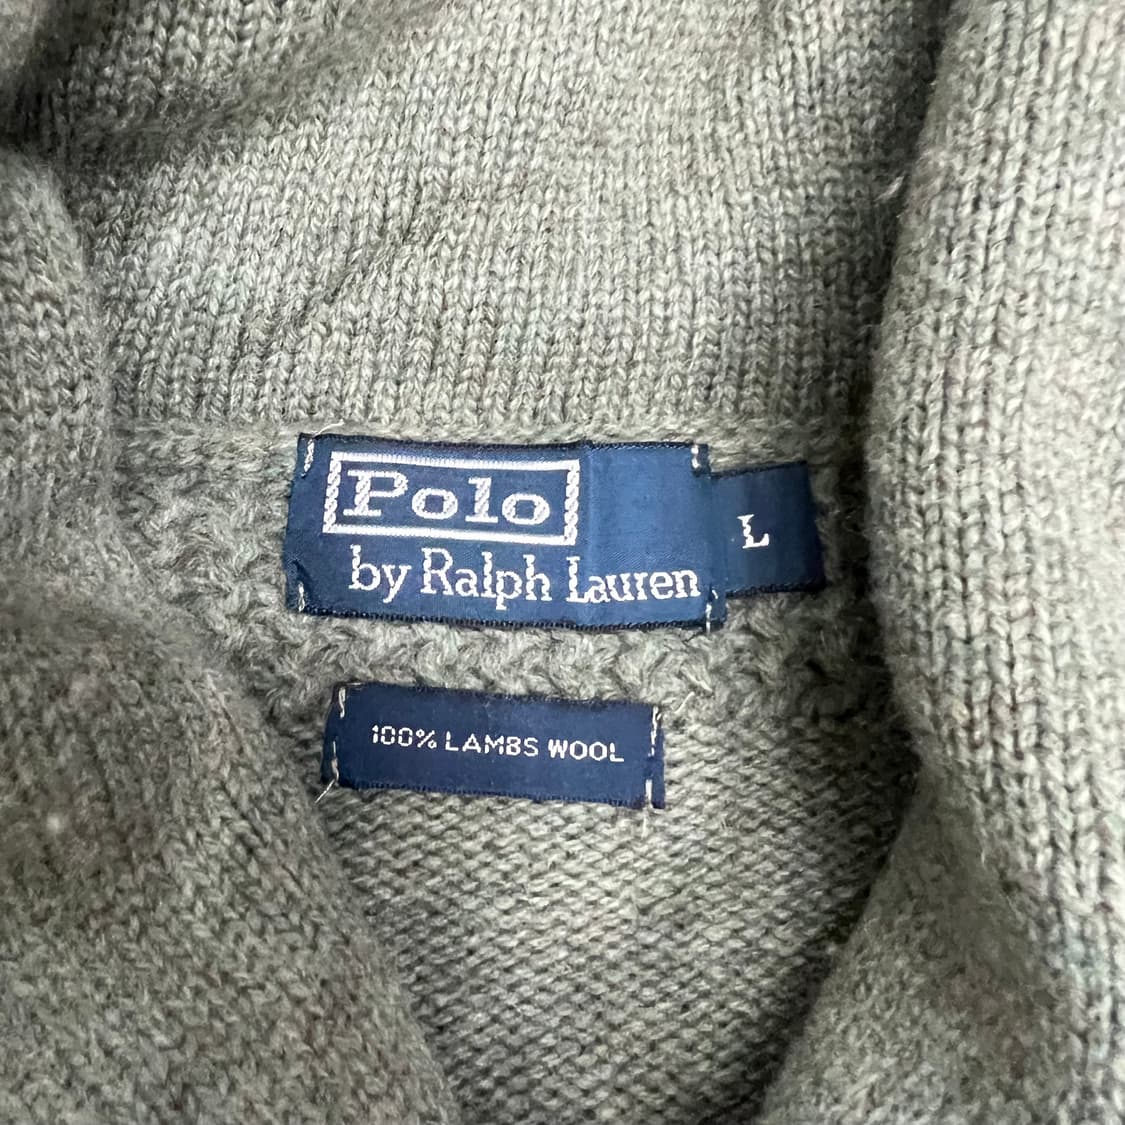 Polo
by Ralph Lauren
L
100% LAMBS WOOL